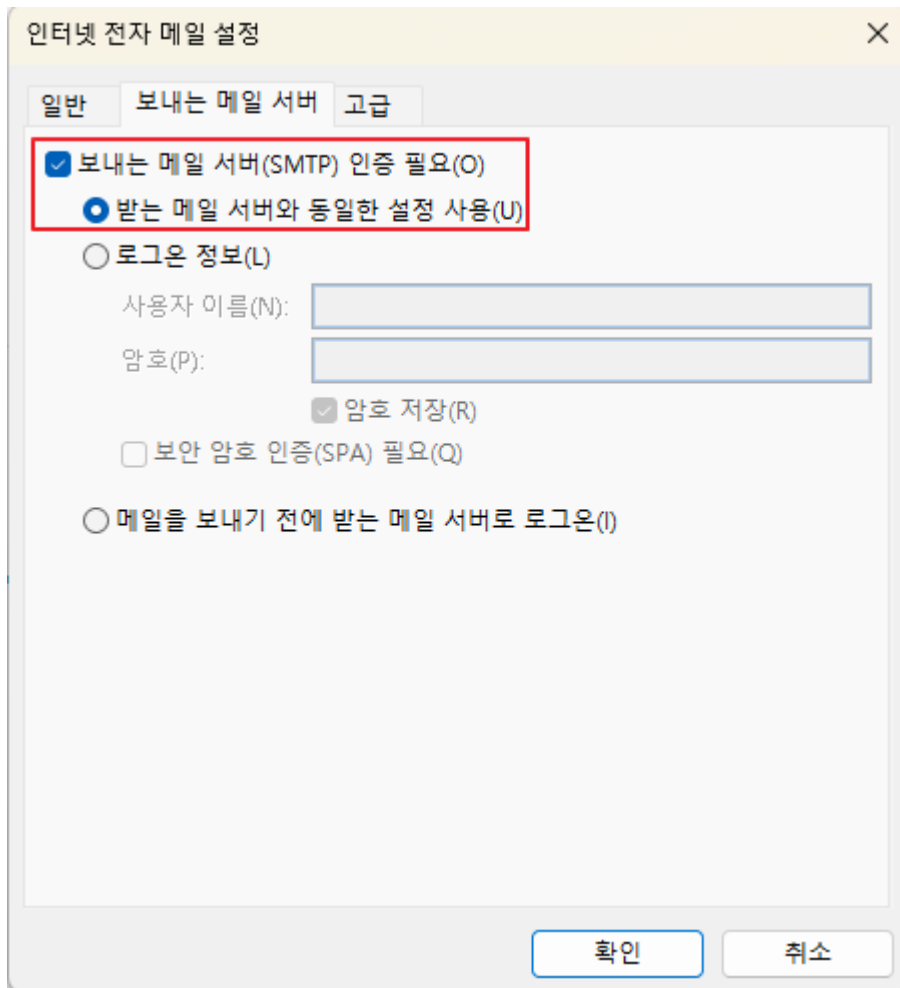 인터넷 전자 메일 설정
일반 보내는 메일 서버 고급
보내는 메일 서버(SMTP) 인증 필요(O)
받는 메일 서버와 동일한 설정 사용(U)
로그온 정보(L)
사용자 이름(N):
암호(P):
암호 저장(R)
보안 암호 인증(SPA) 필요(Q)
메일을 보내기 전에 받는 메일 서버로 로그온(I)
확인 취소